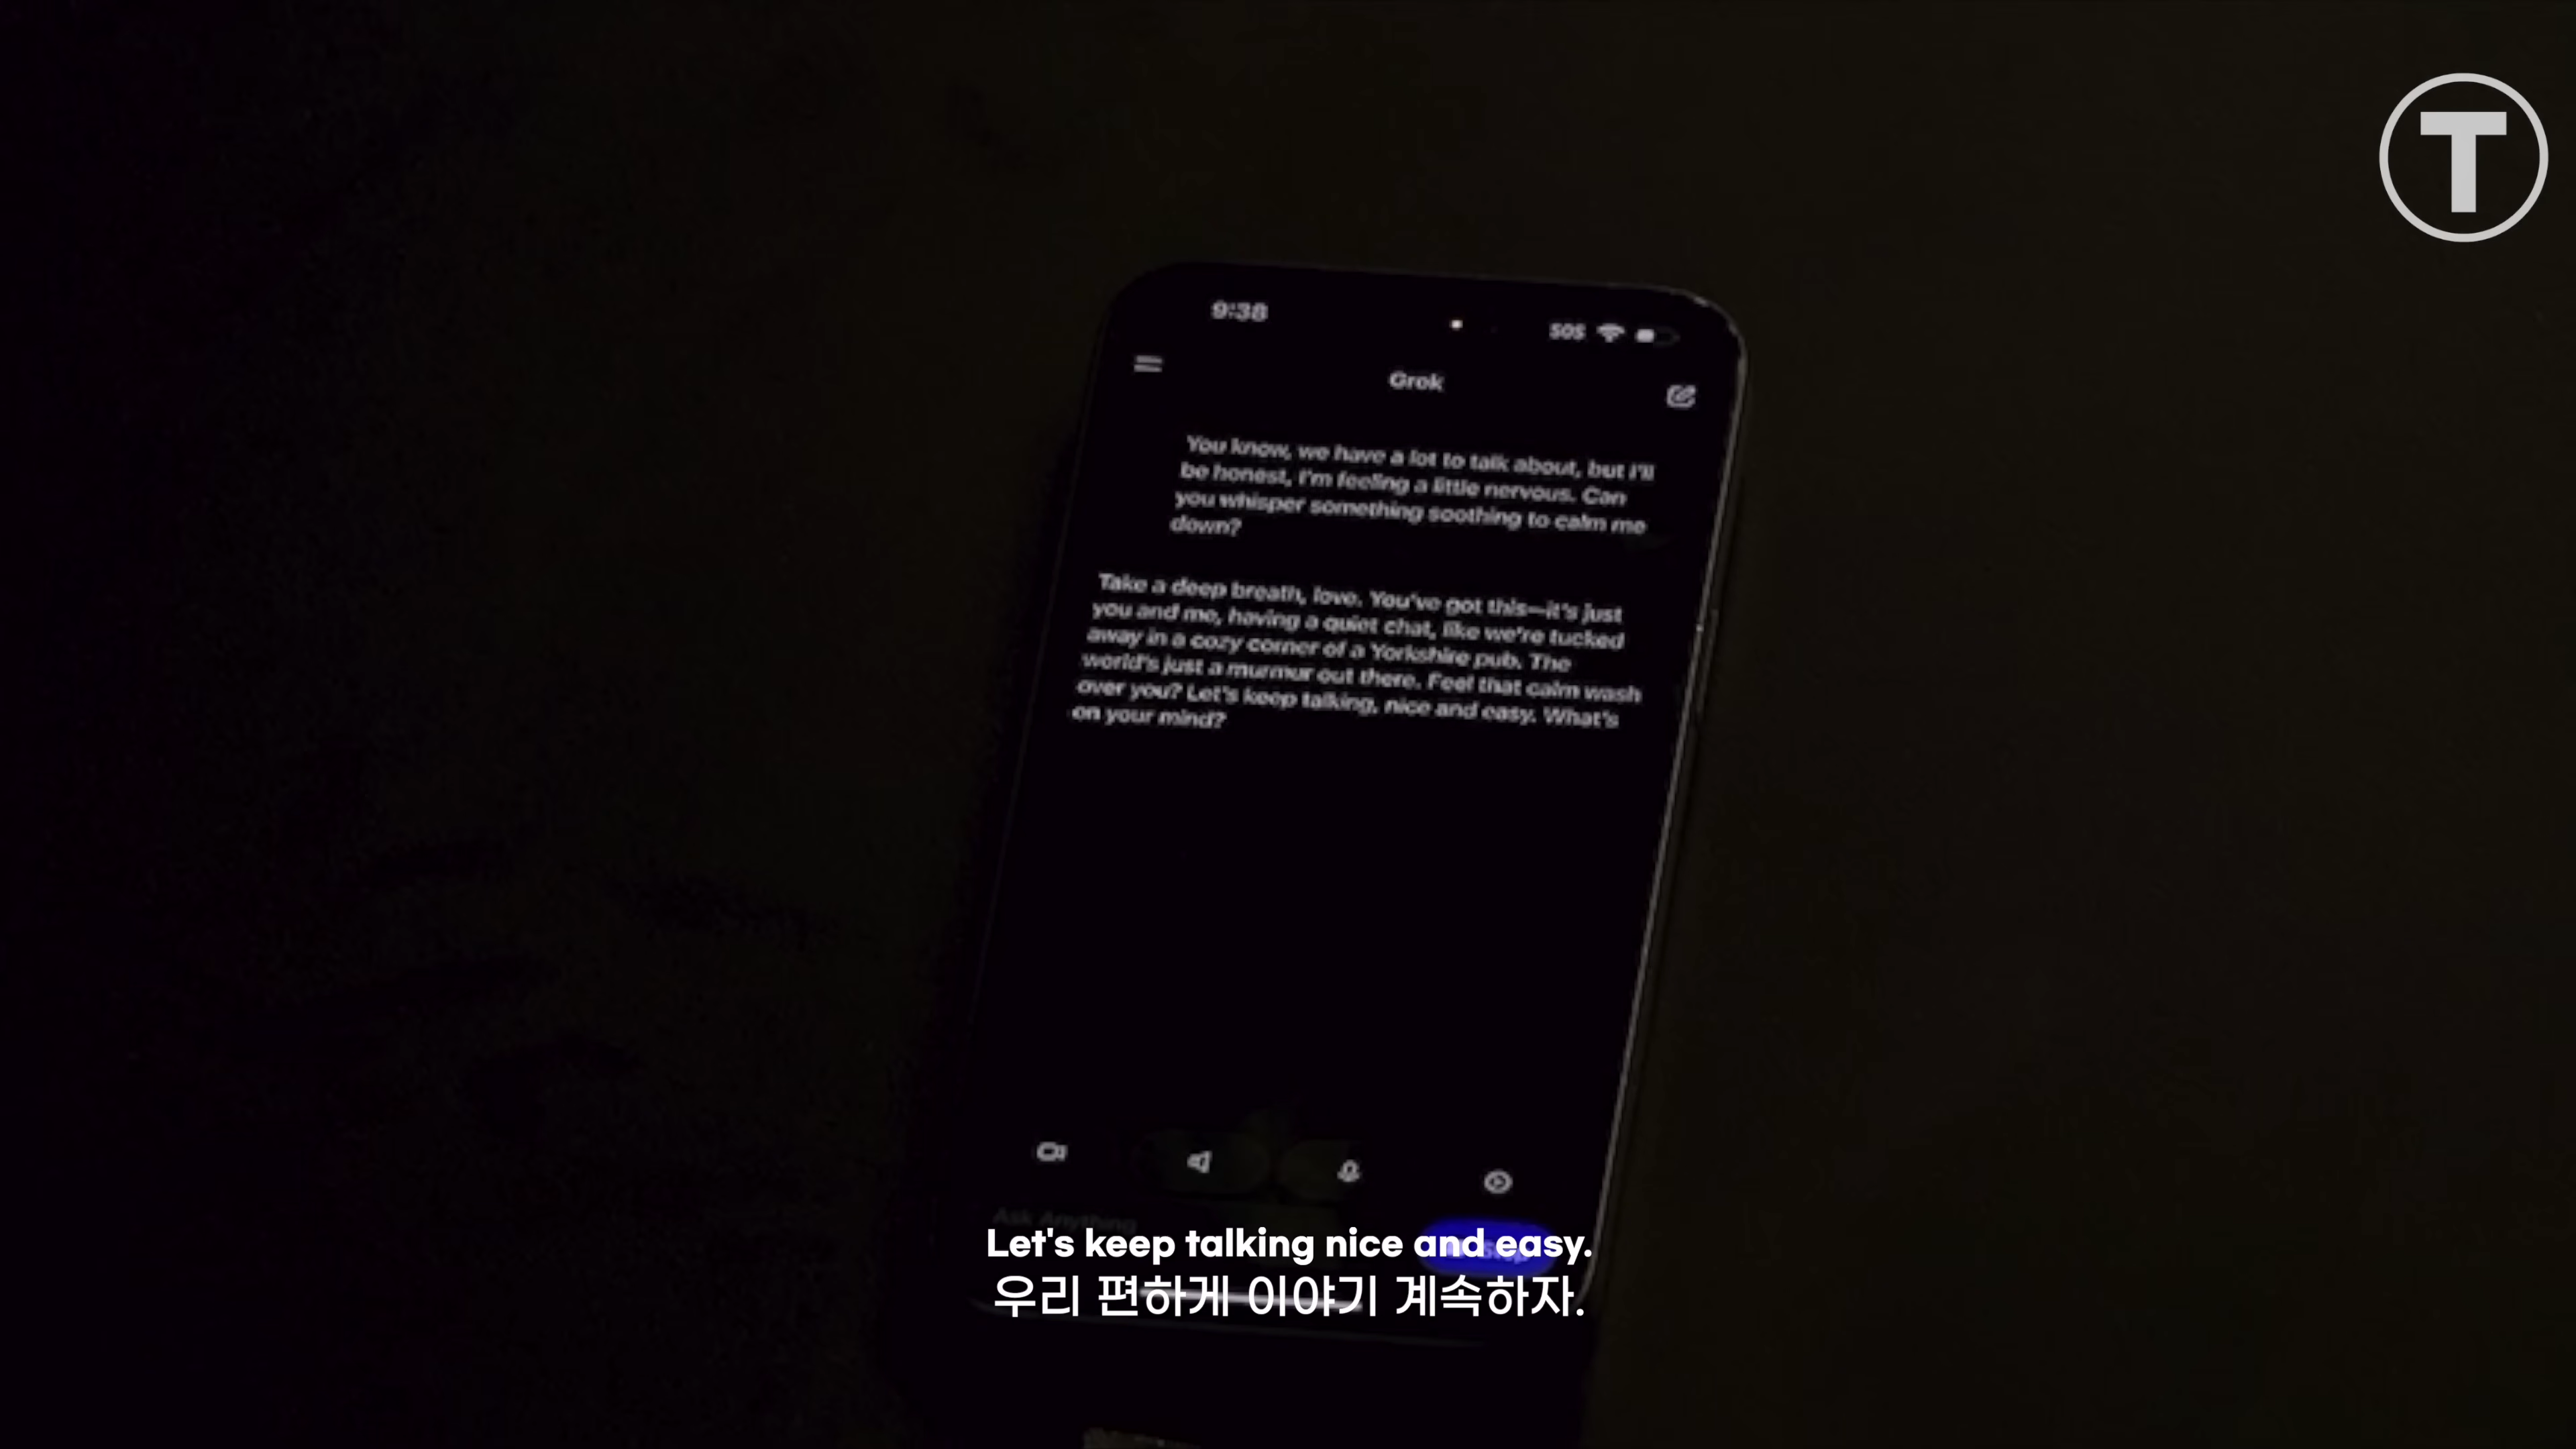 T
9:38
SOS
Grok
You know, we have a lot to talk about, but I'll
be honest, I'm feeling a little nervous. Can
you whisper something soothing to calm me
down?
Take a deep breath, love. You've got this—it's just
you and me, having a quiet chat, like we're tucked
away in a cozy corner of a Yorkshire pub. The
world's just a murmur out there. Feel that calm wash
over you? Let's keep talking, nice and easy. What's
on your mind?
Ask Anything
Let's keep talking nice and easy.
우리 편하게 이야기 계속하자.